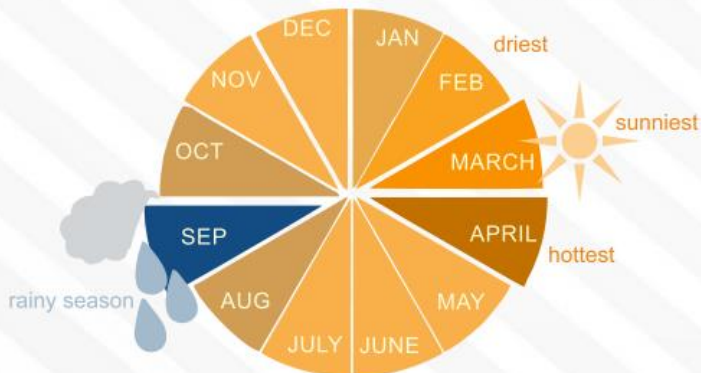 DEC
JAN
driest
NOV
FEB
sunniest
OCT
MARCH
SEP
APRIL
hottest
rainy season
AUG
MAY
JULY
JUNE